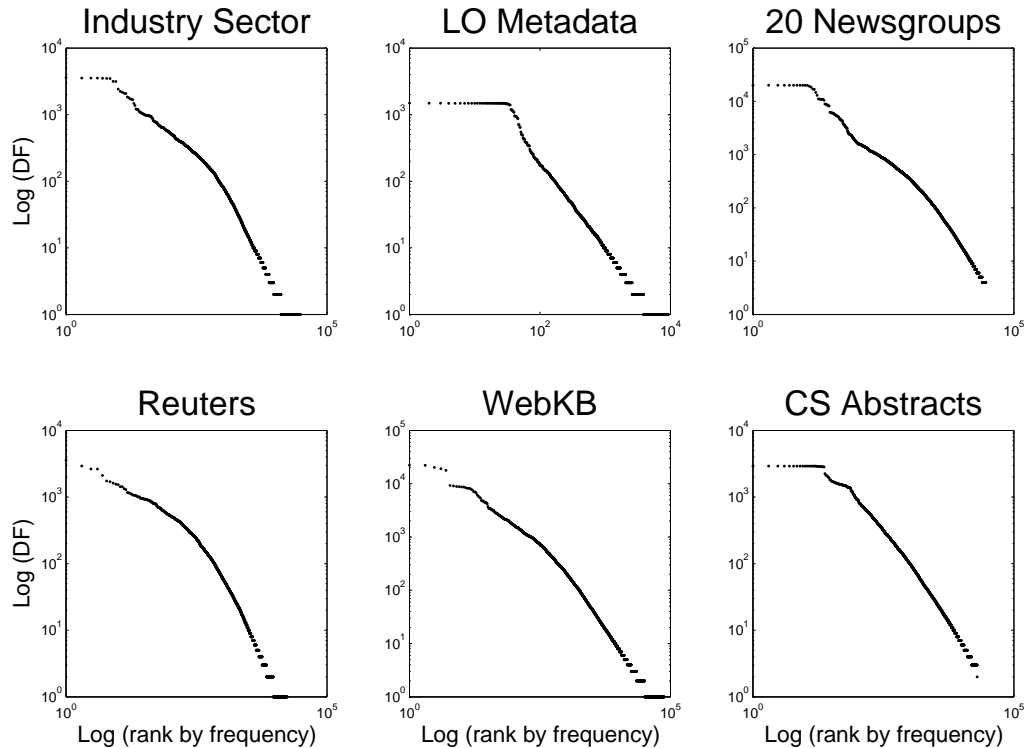 Industry Sector LO Metadata 20 Newsgroups
10^4 10^4 10^5
10^4
10^3 10^3
Log (DF)
10^3
10^2 10^2
10^2
10^1 10^1
10^1
10^0 10^0 10^0
10^0 10^5 10^0 10^2 10^4 10^0 10^5
Reuters WebKB CS Abstracts
10^4 10^5 10^4
10^4
10^3 10^3
Log (DF)
10^3
10^2 10^2
10^2
10^1 10^1
10^1
10^0 10^0 10^0
10^0 10^5 10^0 10^5 10^0 10^5
Log (rank by frequency) Log (rank by frequency) Log (rank by frequency)